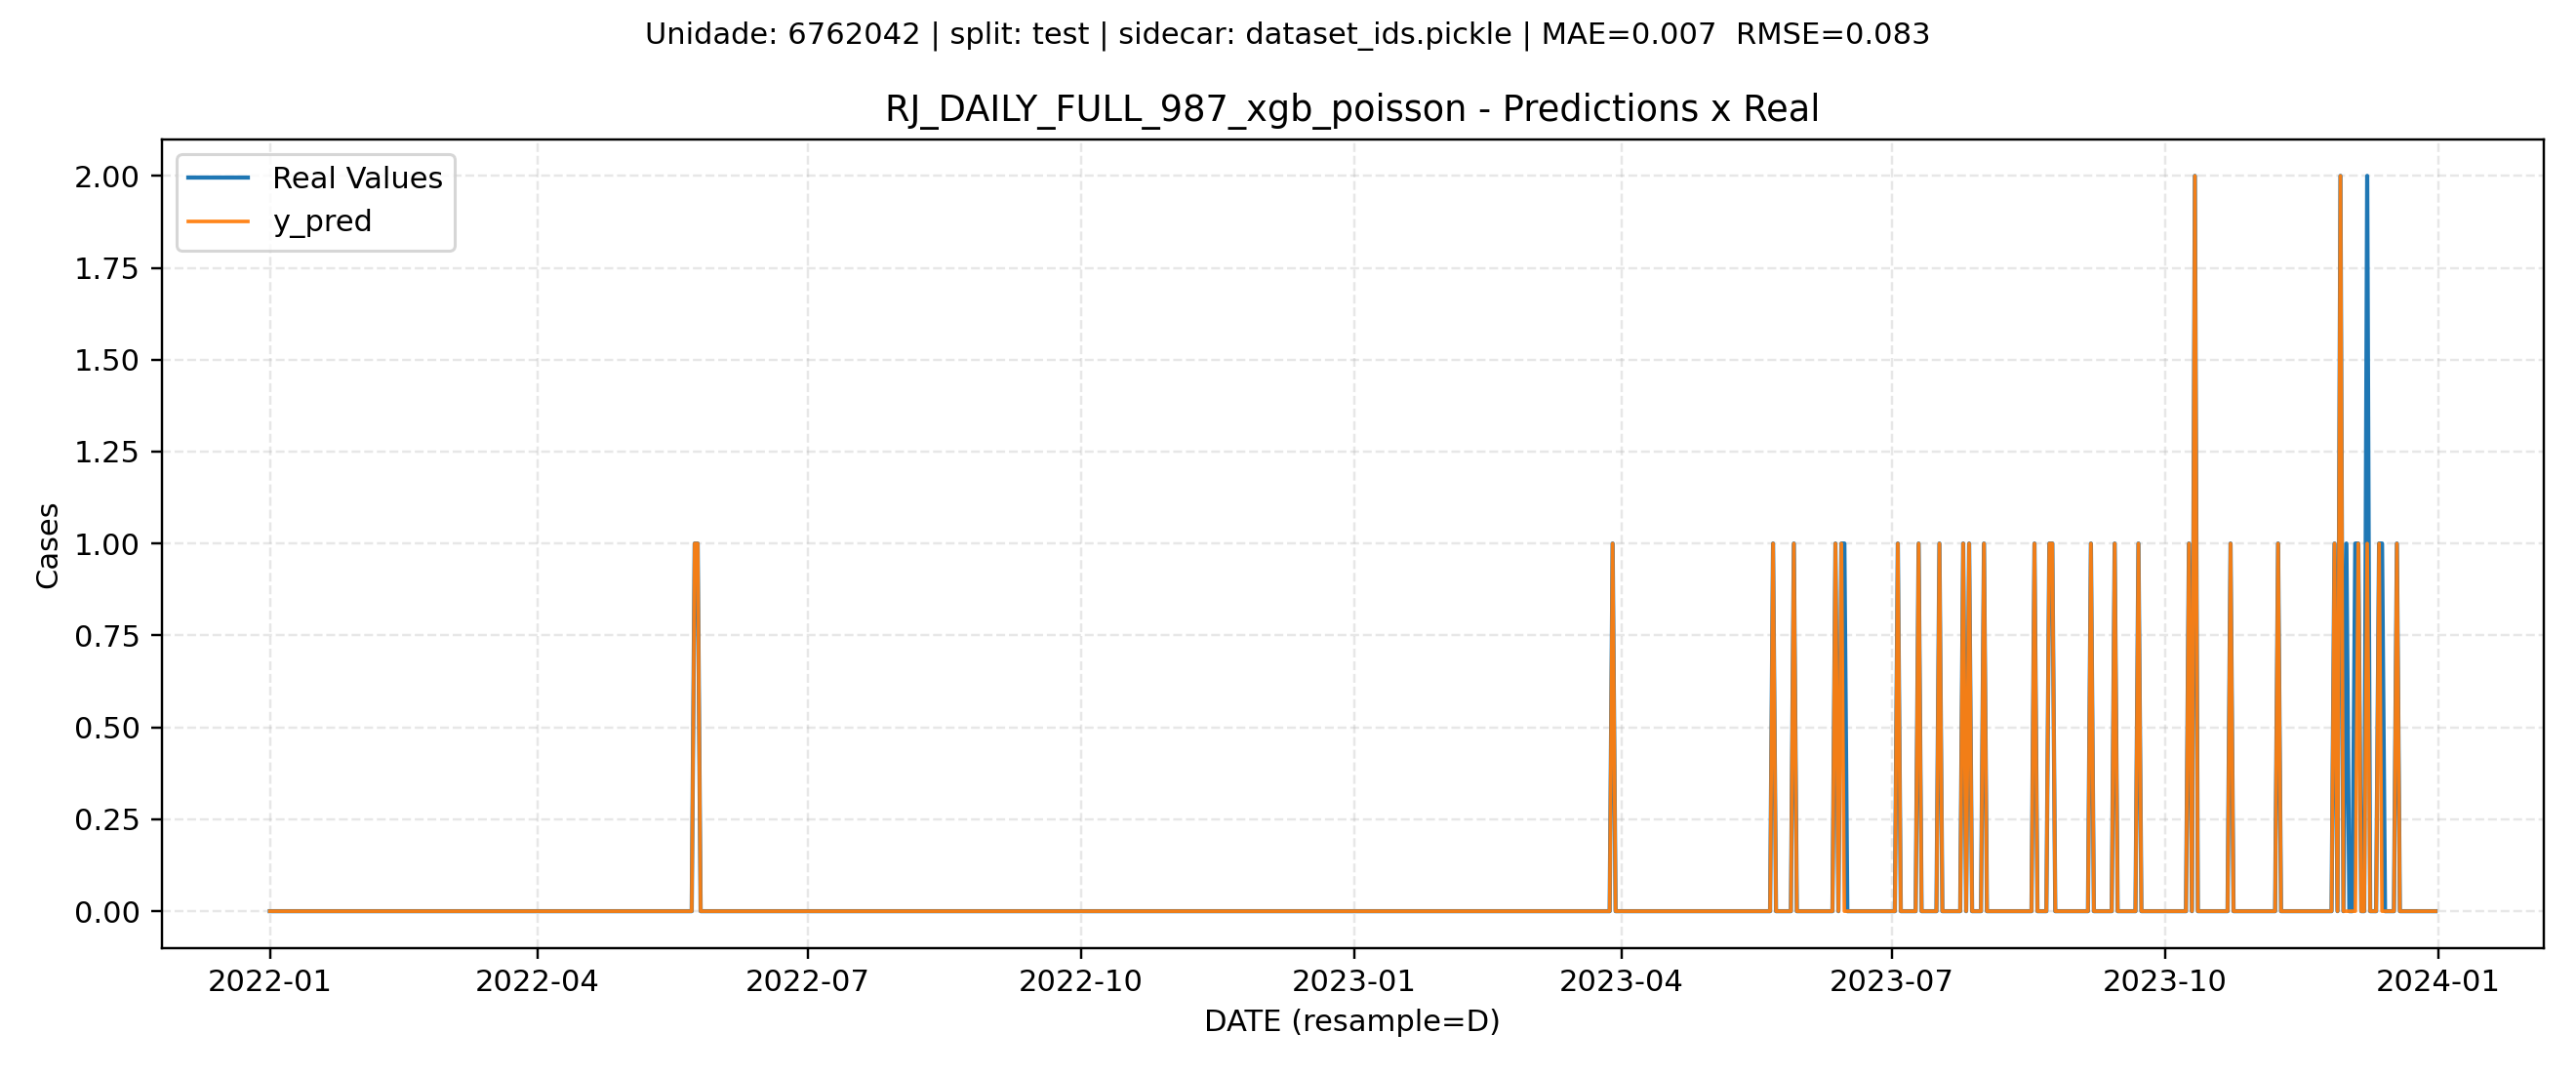 Unidade: 6762042 | split: test | sidecar: dataset_ids.pickle | MAE=0.007  RMSE=0.083
RJ_DAILY_FULL_987_xgb_poisson - Predictions x Real
Real Values
y_pred
2.00
1.75
1.50
1.25
1.00
0.75
0.50
0.25
0.00
Cases
2022-01 2022-04 2022-07 2022-10 2023-01 2023-04 2023-07 2023-10 2024-01
DATE (resample=D)